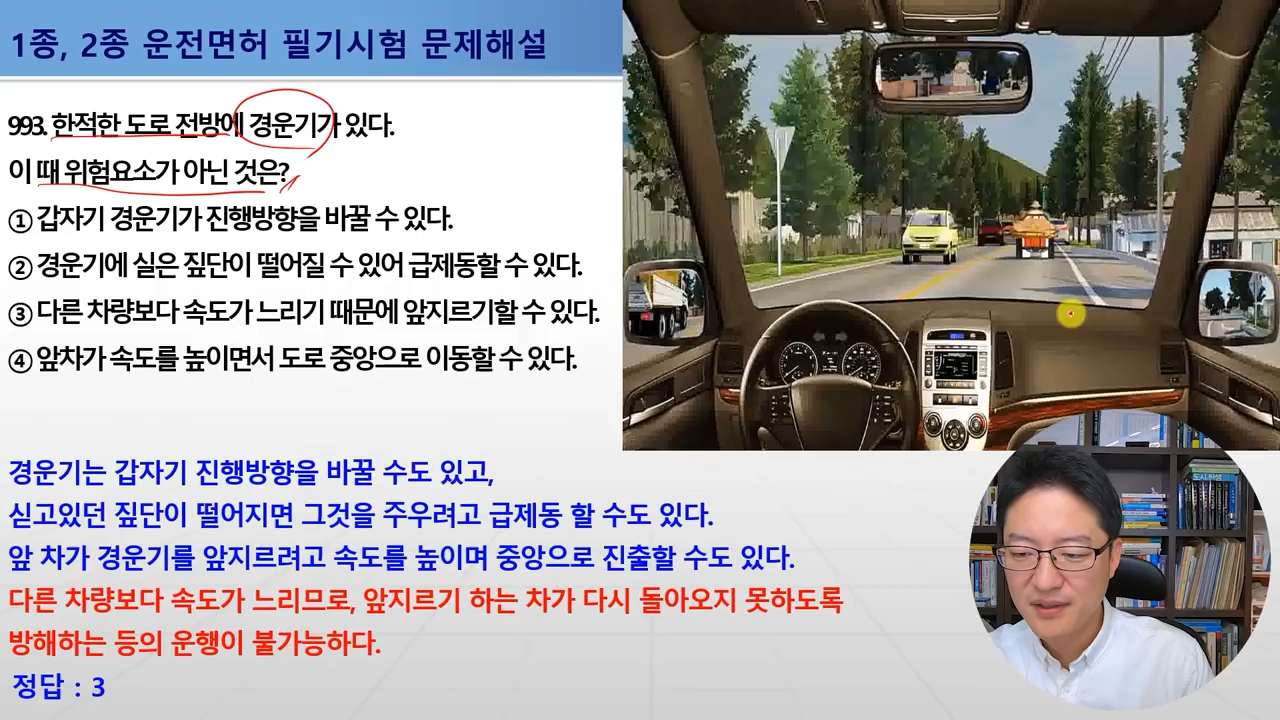 1종, 2종 운전면허 필기시험 문제해설
993. 한적한 도로 전방에 경운기가 있다.
이 때 위험요소가 아닌 것은?
① 갑자기 경운기가 진행방향을 바꿀 수 있다.
② 경운기에 실은 짚단이 떨어질 수 있어 급제동할 수 있다.
③ 다른 차량보다 속도가 느리기 때문에 앞지르기할 수 있다.
④ 앞차가 속도를 높이면서 도로 중앙으로 이동할 수 있다.
경운기는 갑자기 진행방향을 바꿀 수도 있고,
싣고있던 짚단이 떨어지면 그것을 주우려고 급제동 할 수도 있다.
앞 차가 경운기를 앞지르려고 속도를 높이며 중앙으로 진출할 수도 있다.
다른 차량보다 속도가 느리므로, 앞지르기 하는 차가 다시 돌아오지 못하도록
방해하는 등의 운행이 불가능하다.
정답 : 3